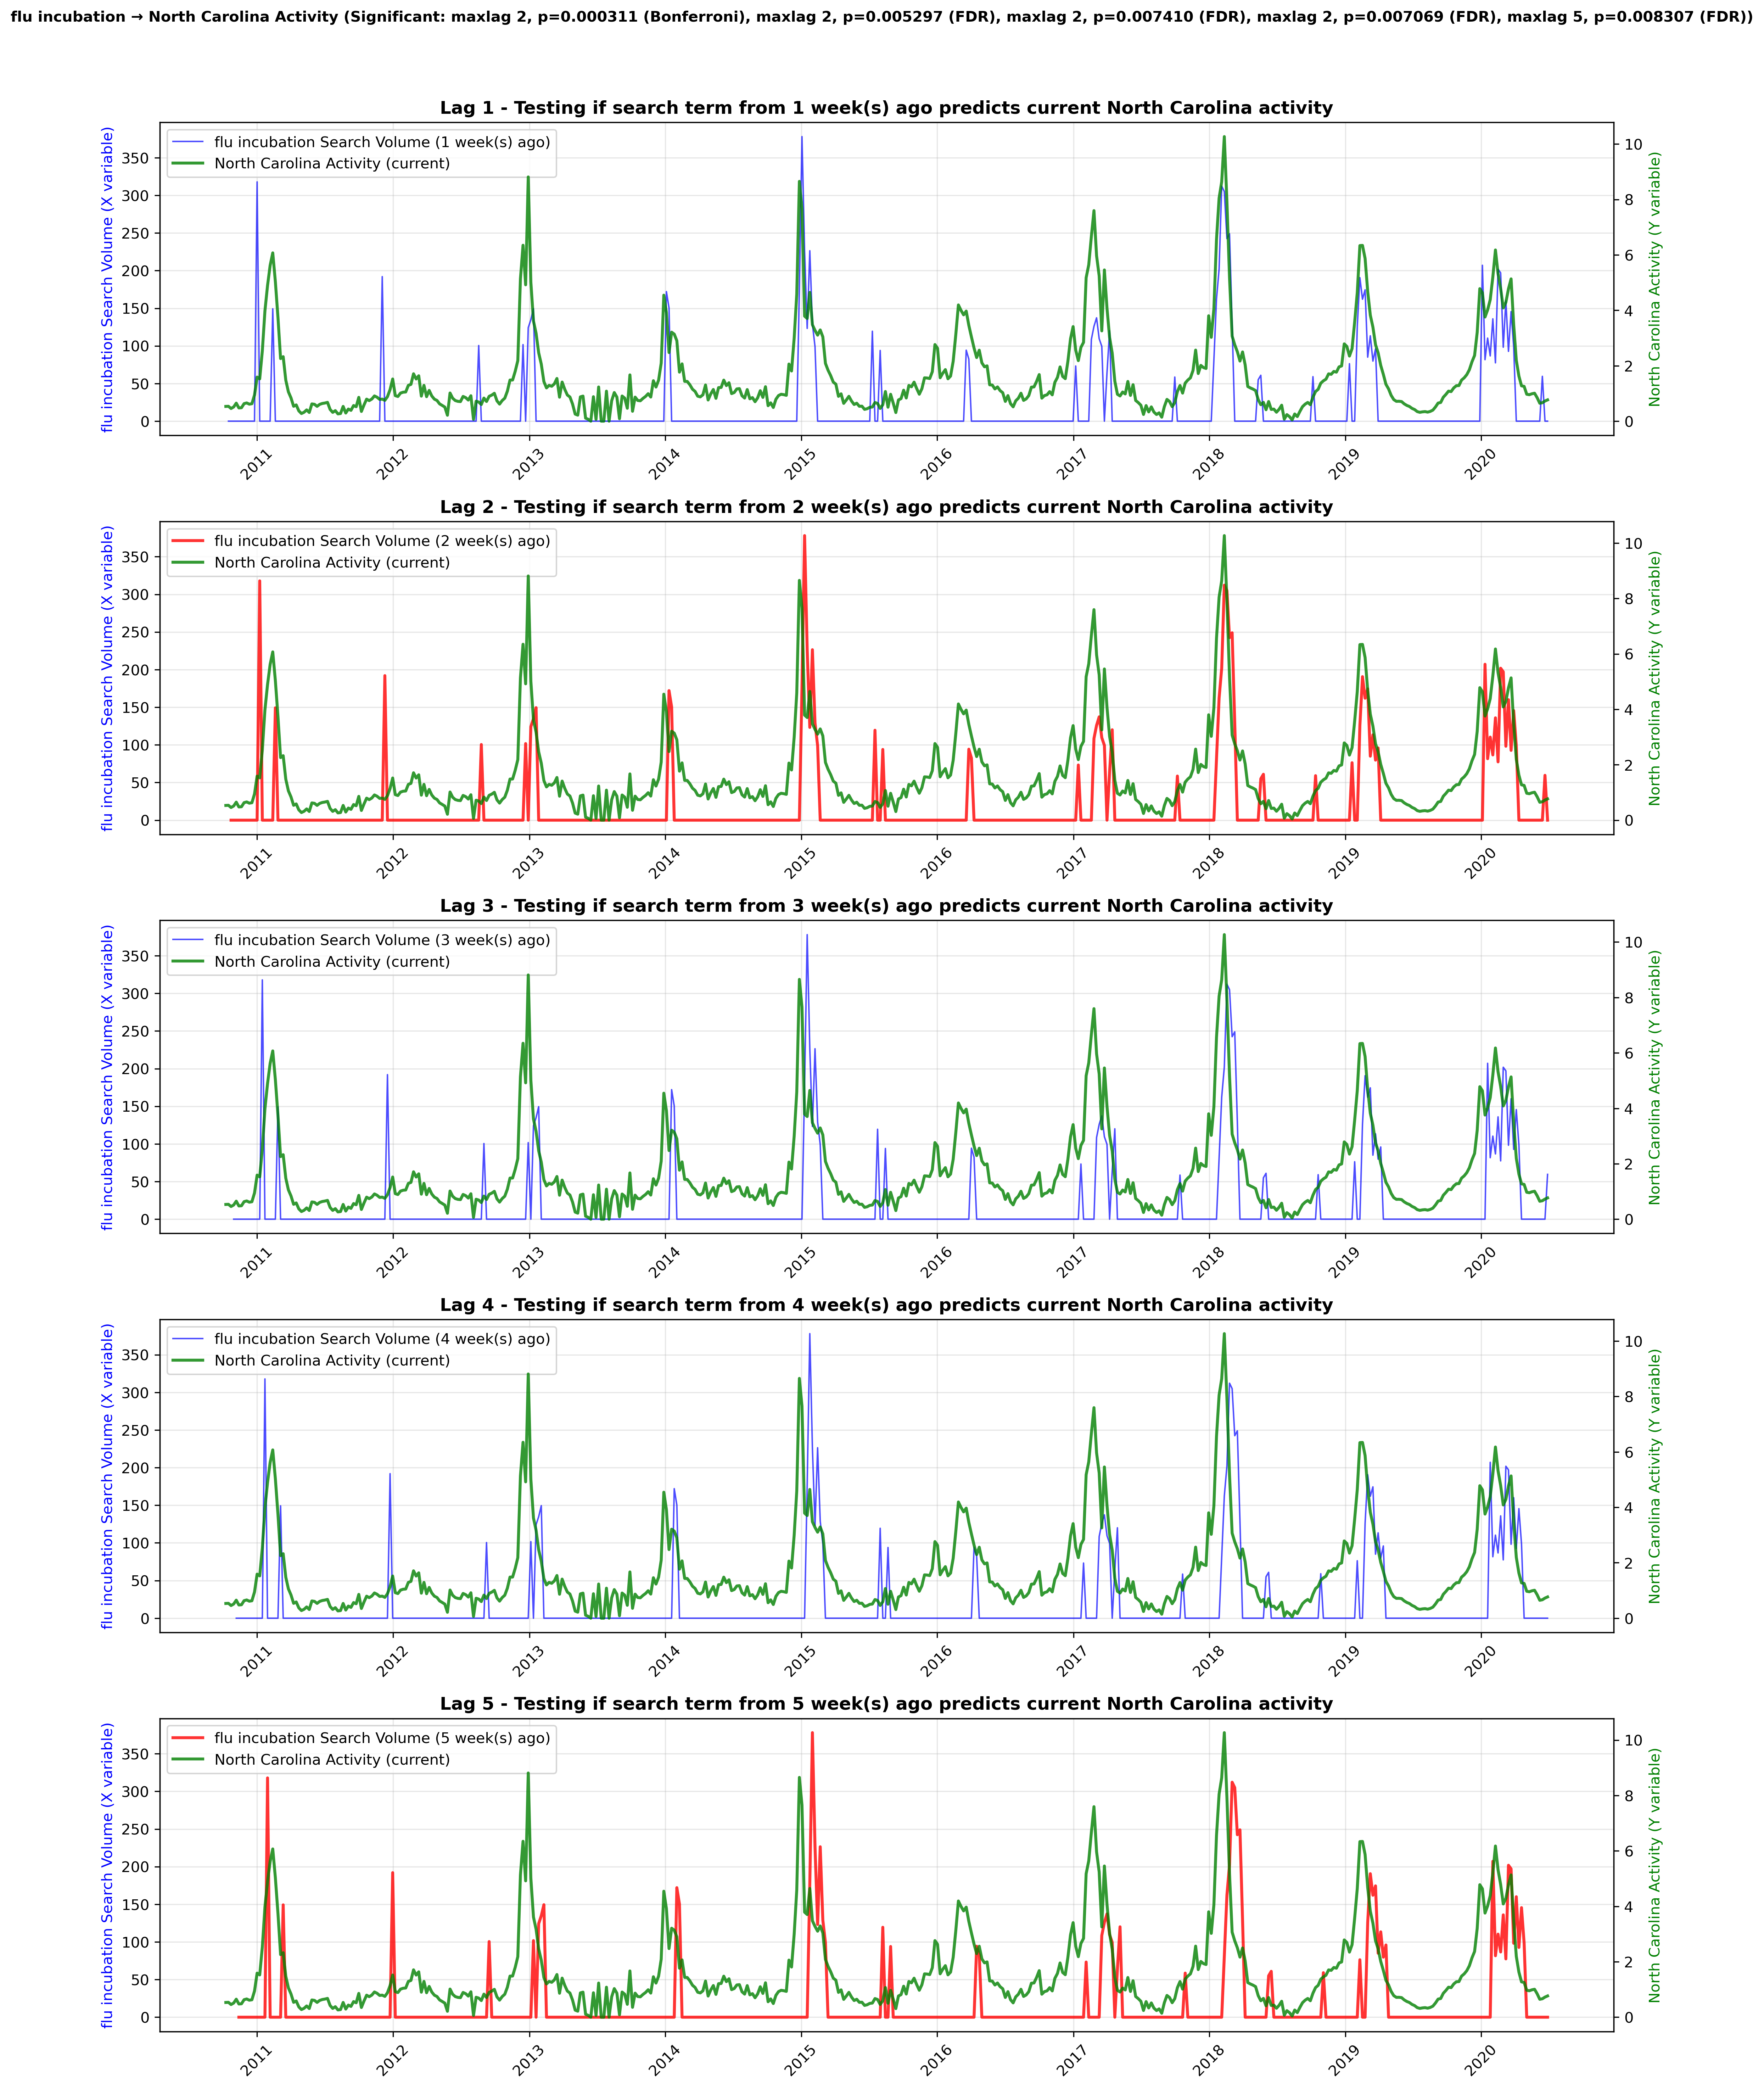 flu incubation → North Carolina Activity (Significant: maxlag 2, p=0.000311 (Bonferroni), maxlag 2, p=0.005297 (FDR), maxlag 2, p=0.007410 (FDR), maxlag 2, p=0.007069 (FDR), maxlag 5, p=0.008307 (FDR))
Lag 1 - Testing if search term from 1 week(s) ago predicts current North Carolina activity
flu incubation Search Volume (1 week(s) ago)
North Carolina Activity (current)
flu incubation Search Volume (X variable)
350
300
250
200
150
100
50
0
10
8
6
4
2
0
North Carolina Activity (Y variable)
2011 2012 2013 2014 2015 2016 2017 2018 2019 2020
Lag 2 - Testing if search term from 2 week(s) ago predicts current North Carolina activity
flu incubation Search Volume (2 week(s) ago)
North Carolina Activity (current)
flu incubation Search Volume (X variable)
350
300
250
200
150
100
50
0
10
8
6
4
2
0
North Carolina Activity (Y variable)
2011 2012 2013 2014 2015 2016 2017 2018 2019 2020
Lag 3 - Testing if search term from 3 week(s) ago predicts current North Carolina activity
flu incubation Search Volume (3 week(s) ago)
North Carolina Activity (current)
flu incubation Search Volume (X variable)
350
300
250
200
150
100
50
0
10
8
6
4
2
0
North Carolina Activity (Y variable)
2011 2012 2013 2014 2015 2016 2017 2018 2019 2020
Lag 4 - Testing if search term from 4 week(s) ago predicts current North Carolina activity
flu incubation Search Volume (4 week(s) ago)
North Carolina Activity (current)
flu incubation Search Volume (X variable)
350
300
250
200
150
100
50
0
10
8
6
4
2
0
North Carolina Activity (Y variable)
2011 2012 2013 2014 2015 2016 2017 2018 2019 2020
Lag 5 - Testing if search term from 5 week(s) ago predicts current North Carolina activity
flu incubation Search Volume (5 week(s) ago)
North Carolina Activity (current)
flu incubation Search Volume (X variable)
350
300
250
200
150
100
50
0
10
8
6
4
2
0
North Carolina Activity (Y variable)
2011 2012 2013 2014 2015 2016 2017 2018 2019 2020